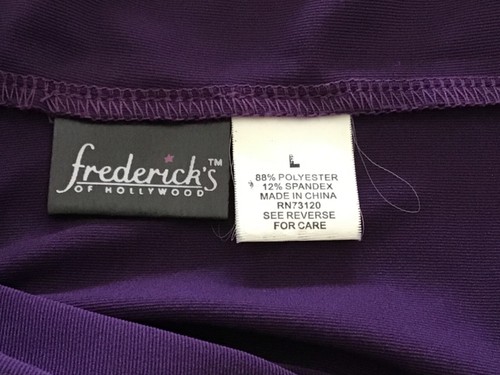 frederick's™
OF HOLLYWOOD
L
88% POLYESTER
12% SPANDEX
MADE IN CHINA
RN73120
SEE REVERSE
FOR CARE